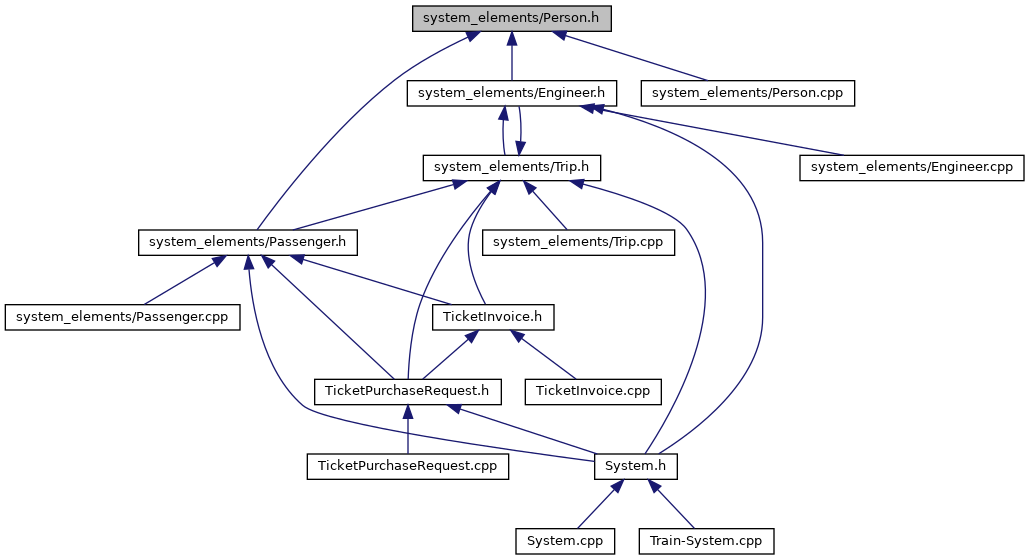 system_elements/Person.h
system_elements/Engineer.h
system_elements/Person.cpp
system_elements/Trip.h
system_elements/Engineer.cpp
system_elements/Passenger.h
system_elements/Trip.cpp
system_elements/Passenger.cpp
TicketInvoice.h
TicketPurchaseRequest.h
TicketInvoice.cpp
TicketPurchaseRequest.cpp
System.h
System.cpp
Train-System.cpp